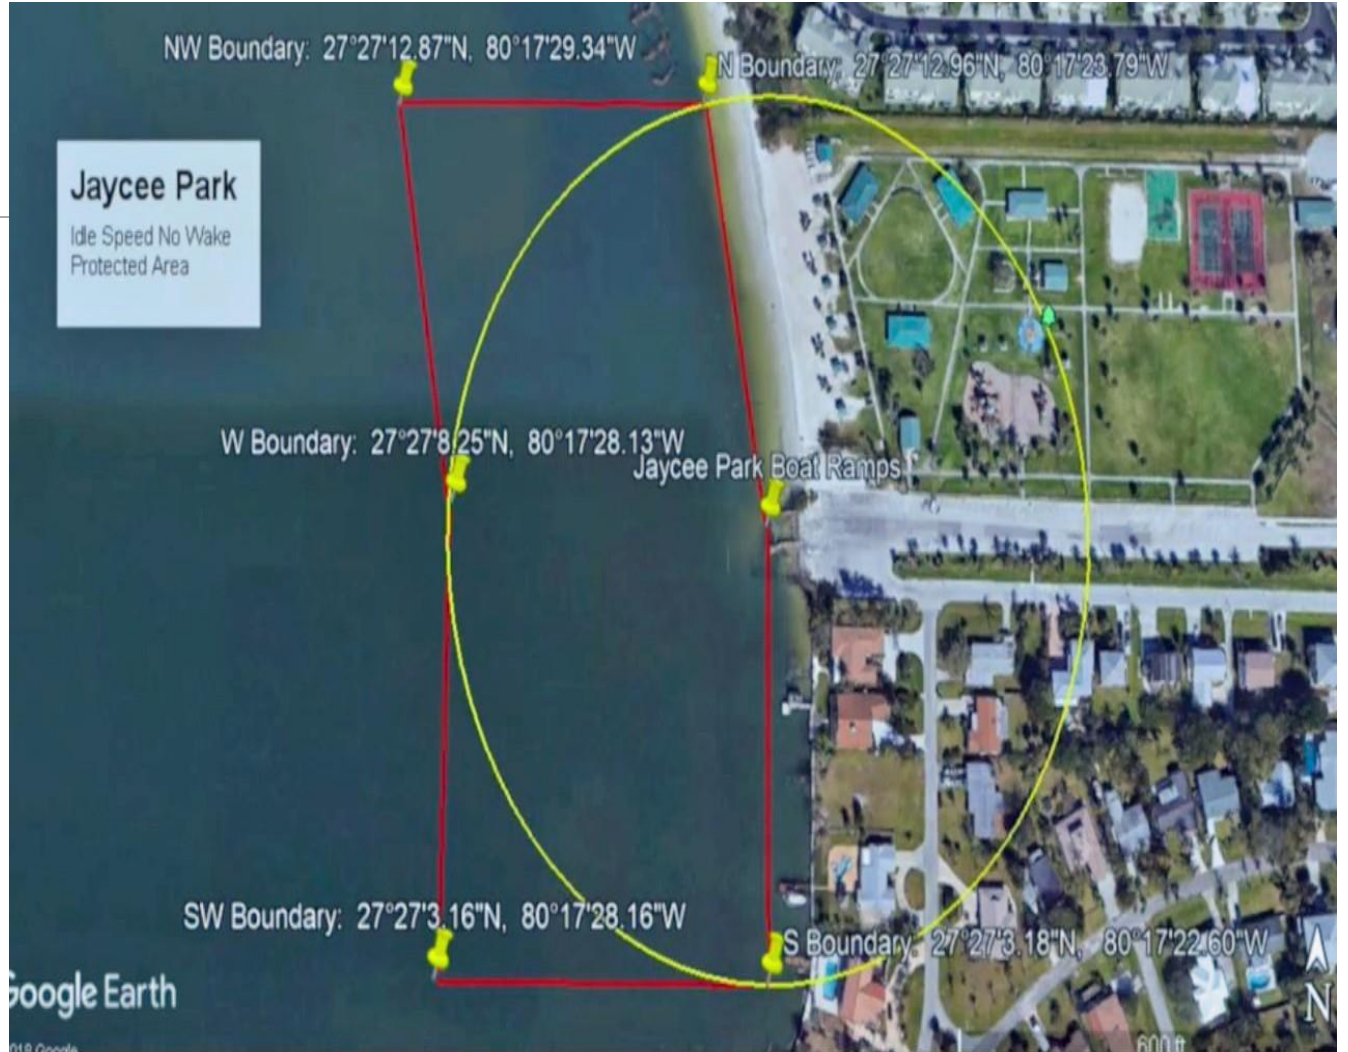 NW Boundary: 27°27'12.87"N, 80°17'29.34"W
N Boundary: 27°27'12.96"N, 80°17'23.79"W
Jaycee Park
Idle Speed No Wake
Protected Area
W Boundary: 27°27'8.25"N, 80°17'28.13"W
Jaycee Park Boat Ramps
SW Boundary: 27°27'3.16"N, 80°17'28.16"W
S Boundary: 27°27'3.18"N, 80°17'22.60"W
Google Earth
N
2018 Google
600 ft